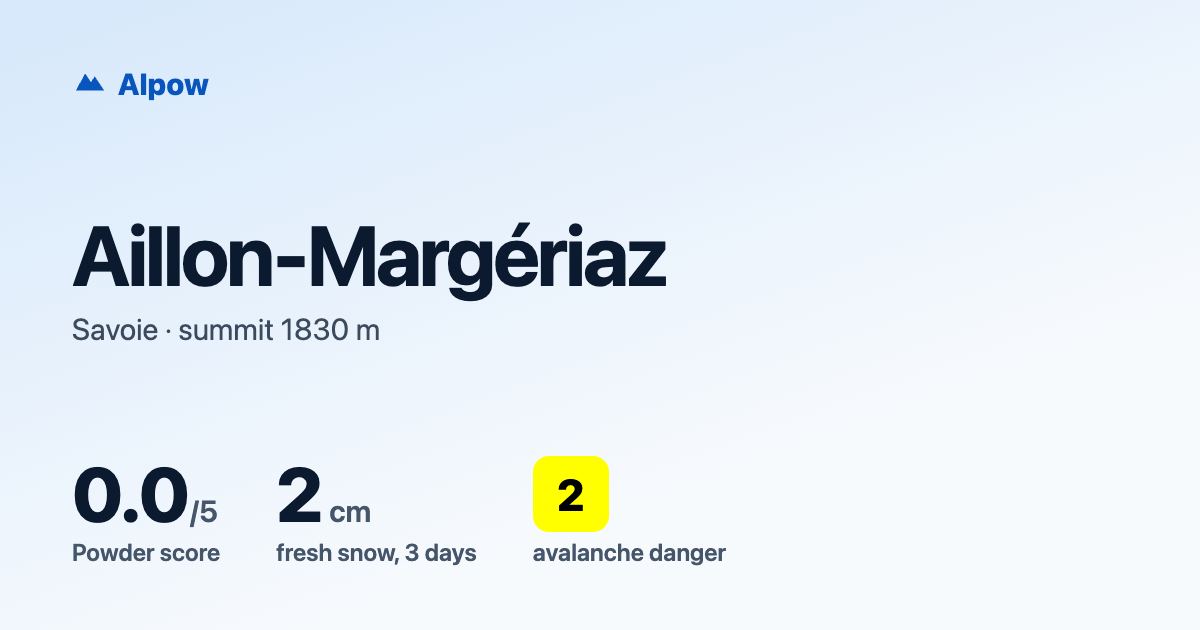 Alpow
Aillon-Margériaz
Savoie · summit 1830 m
0.0/5
Powder score
2 cm
fresh snow, 3 days
2
avalanche danger